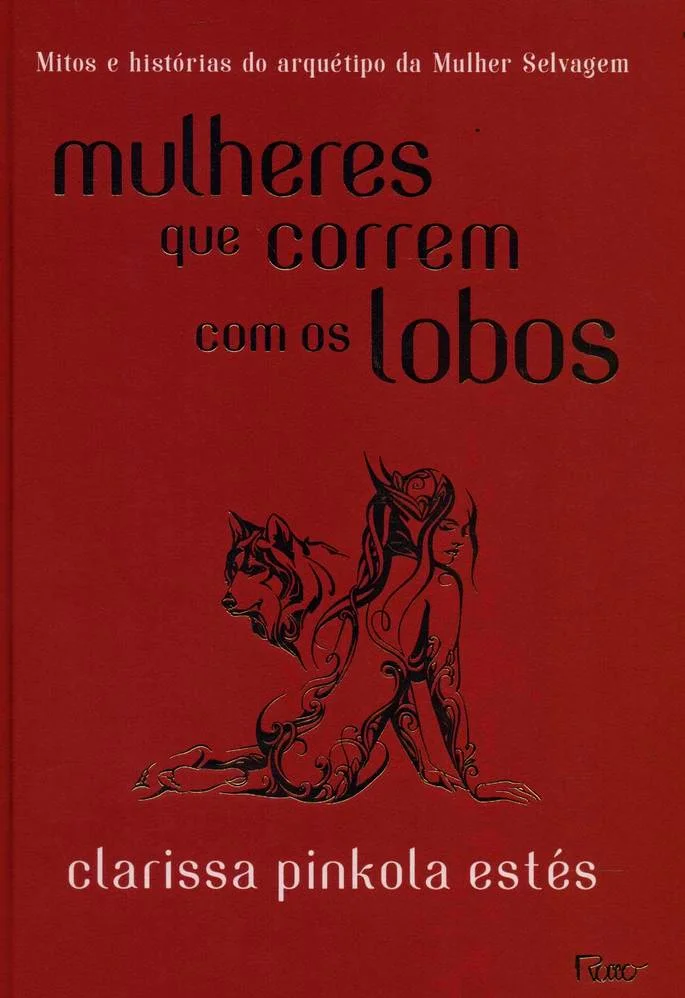 Mitos e histórias do arquétipo da Mulher Selvagem
mulheres
que correm
com os lobos
clarissa pinkola estés
Rocco